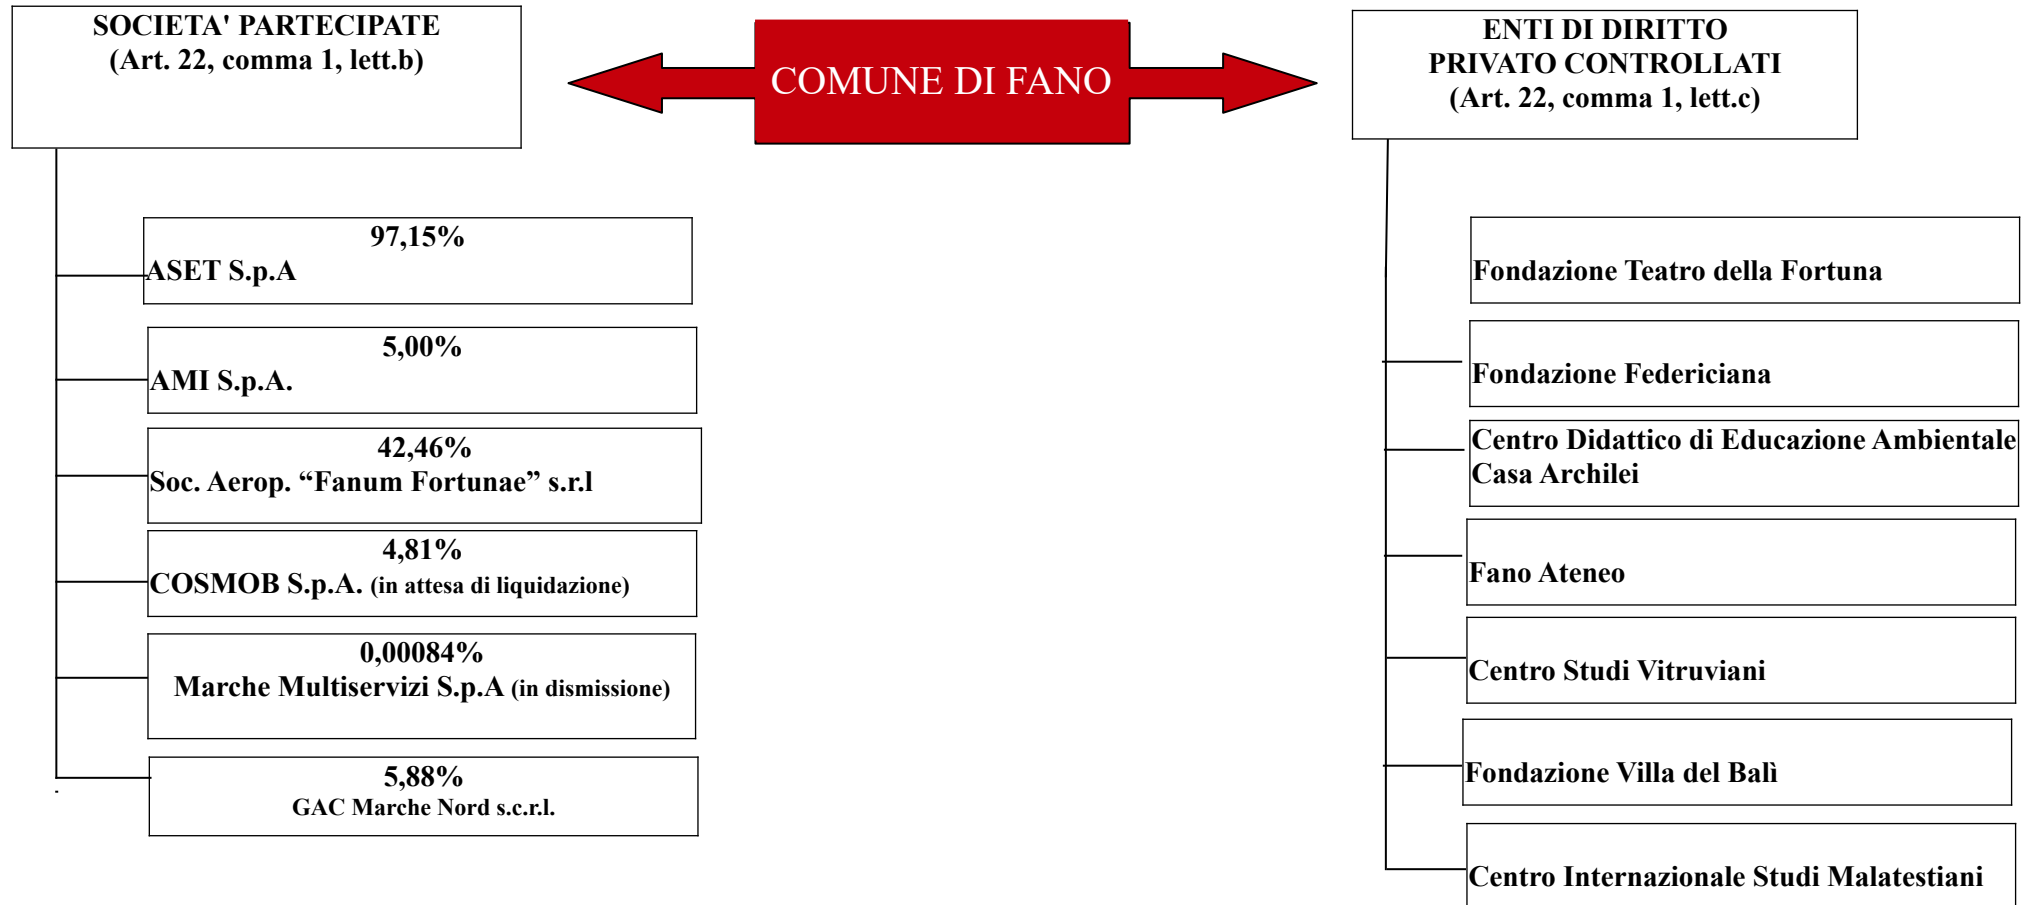 SOCIETA' PARTECIPATE
(Art. 22, comma 1, lett.b)
COMUNE DI FANO
ENTI DI DIRITTO
PRIVATO CONTROLLATI
(Art. 22, comma 1, lett.c)
97,15%
ASET S.p.A
5,00%
AMI S.p.A.
42,46%
Soc. Aerop. “Fanum Fortunae” s.r.l
4,81%
COSMOB S.p.A. (in attesa di liquidazione)
0,00084%
Marche Multiservizi S.p.A (in dismissione)
5,88%
GAC Marche Nord s.c.r.l.
Fondazione Teatro della Fortuna
Fondazione Federiciana
Centro Didattico di Educazione Ambientale
Casa Archilei
Fano Ateneo
Centro Studi Vitruviani
Fondazione Villa del Balì
Centro Internazionale Studi Malatestiani